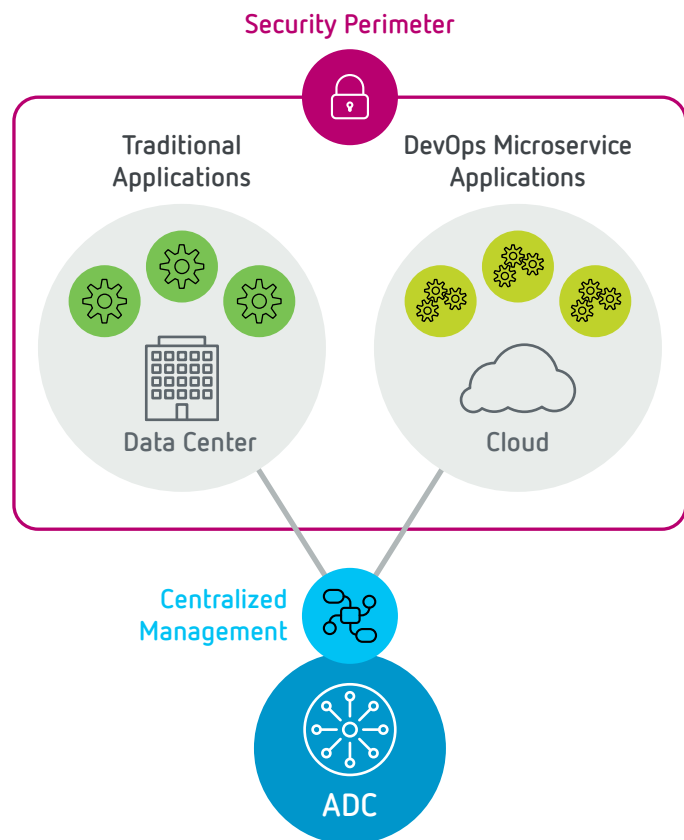 Security Perimeter
Traditional
Applications
DevOps Microservice
Applications
Data Center
Cloud
Centralized
Management
ADC